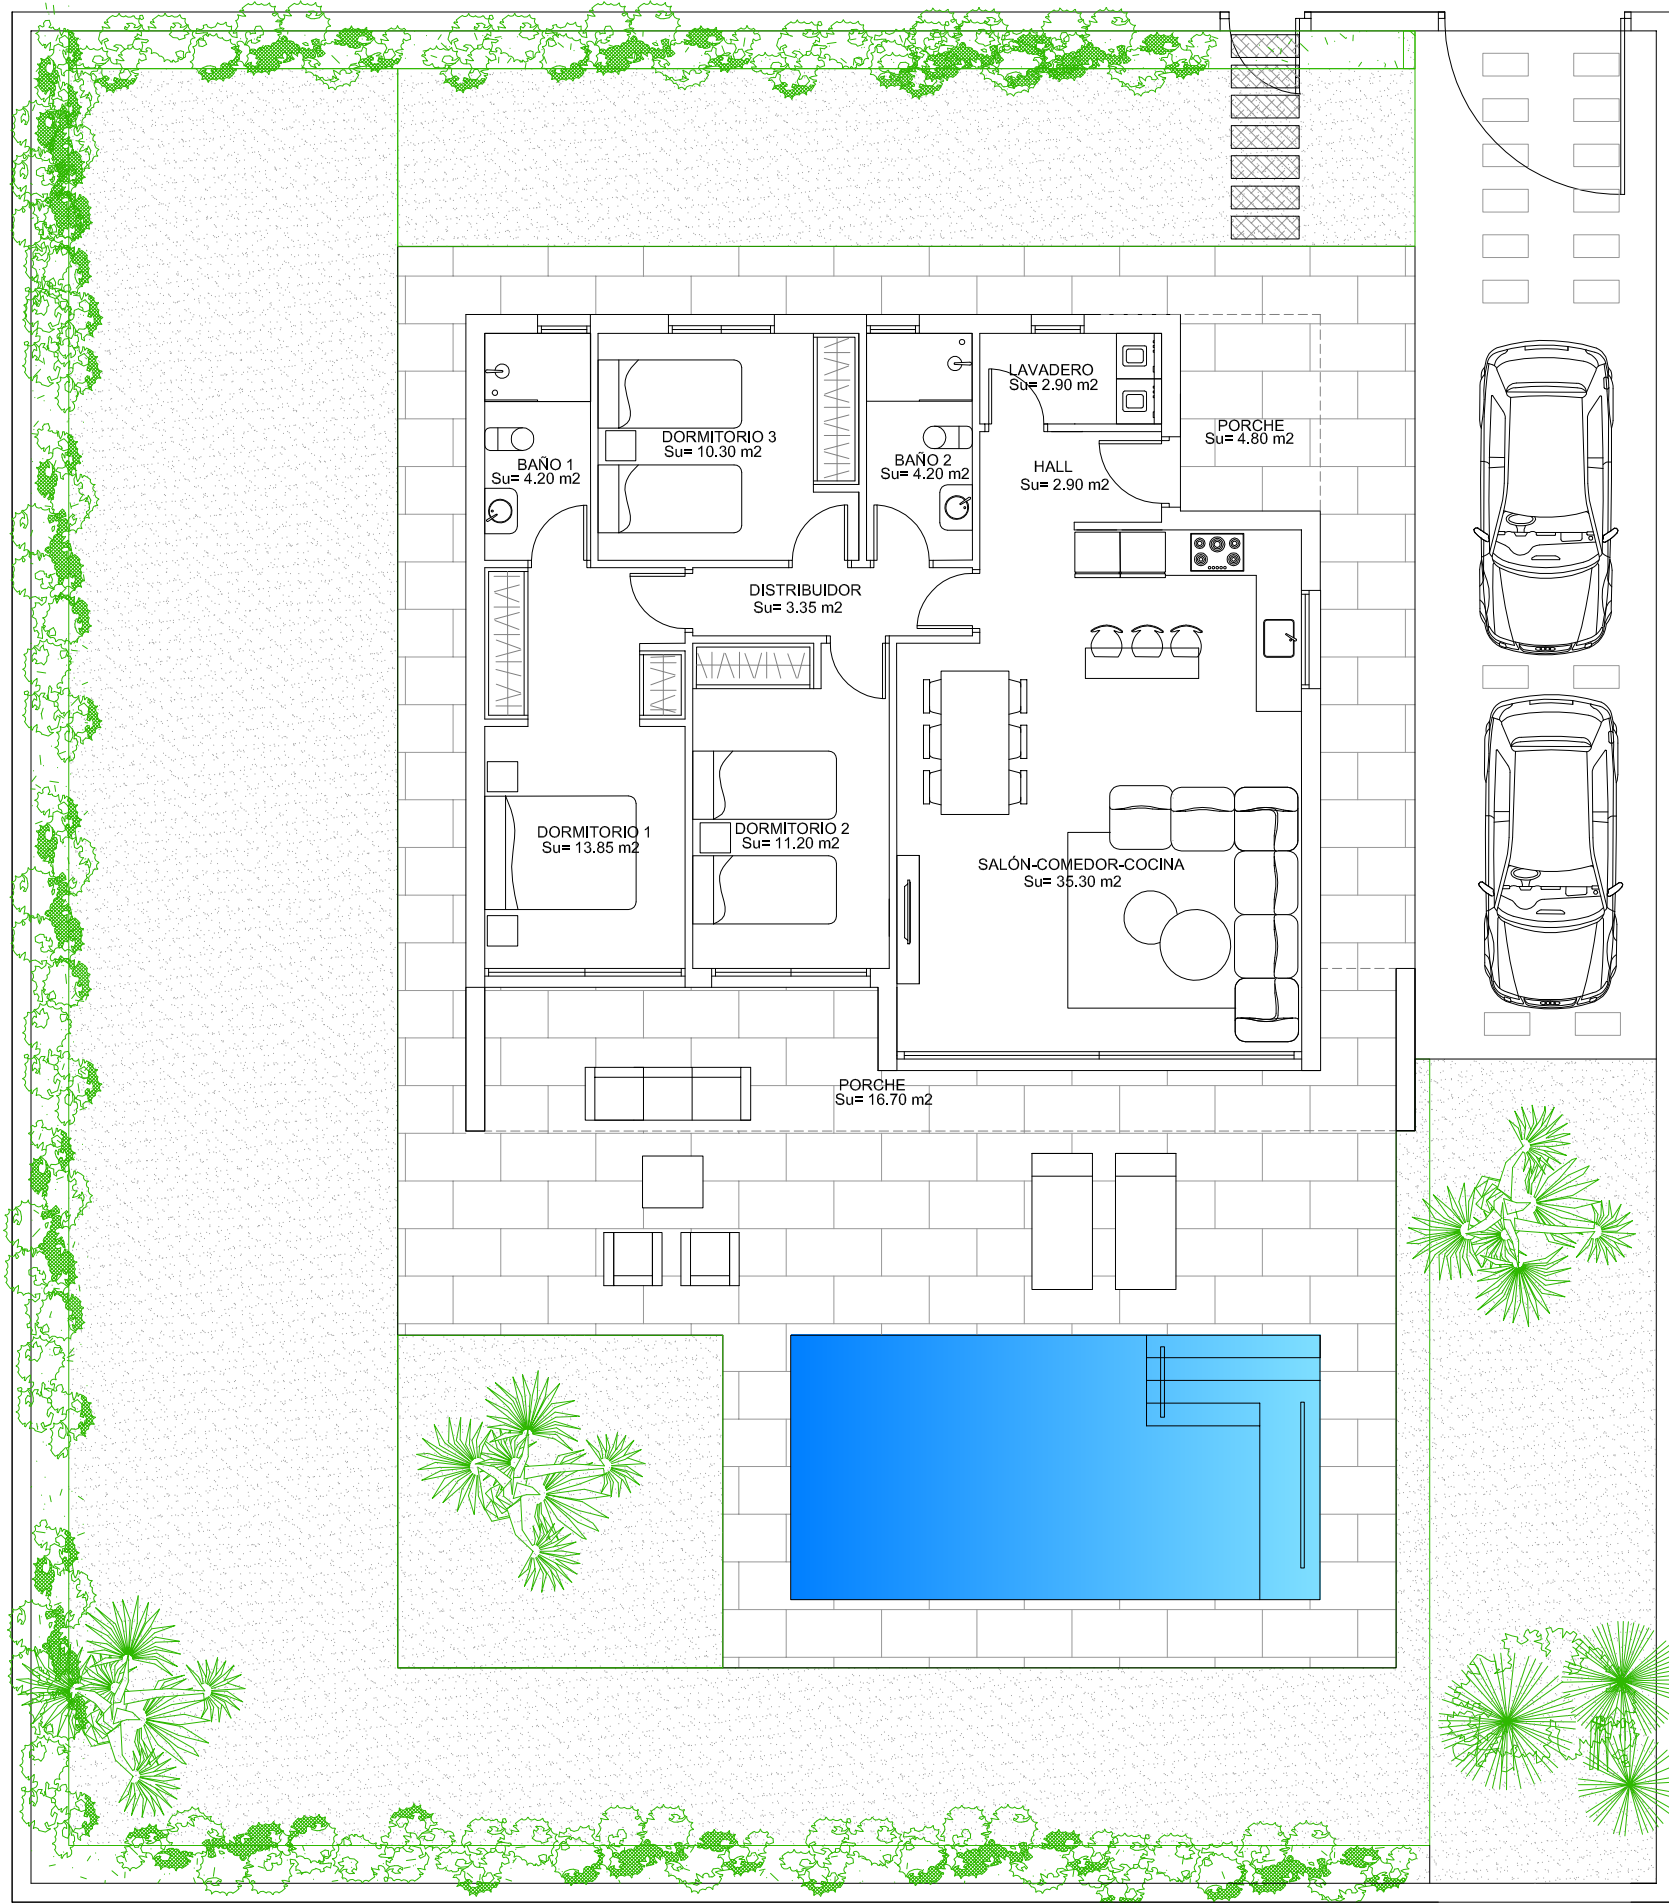 LAVADERO
Su= 2.90 m2
PORCHE
Su= 4.80 m2
DORMITORIO 3
Su= 10.30 m2
BAÑO 1
Su= 4.20 m2
BAÑO 2
Su= 4.20 m2
HALL
Su= 2.90 m2
DISTRIBUIDOR
Su= 3.35 m2
DORMITORIO 1
Su= 13.85 m2
DORMITORIO 2
Su= 11.20 m2
SALÓN-COMEDOR-COCINA
Su= 35.30 m2
PORCHE
Su= 16.70 m2